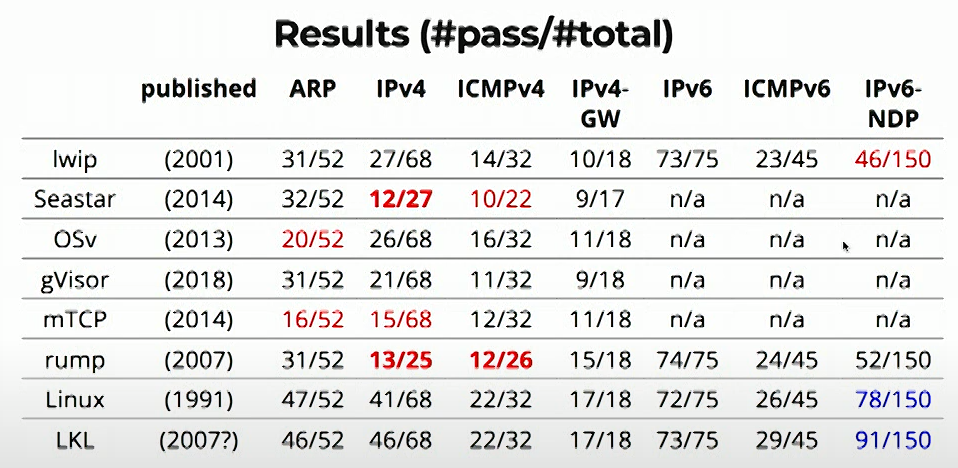 Results (#pass/#total)
published ARP IPv4 ICMPv4 IPv4-GW IPv6 ICMPv6 IPv6-NDP
lwip (2001) 31/52 27/68 14/32 10/18 73/75 23/45 46/150
Seastar (2014) 32/52 12/27 10/22 9/17 n/a n/a n/a
OSv (2013) 20/52 26/68 16/32 11/18 n/a n/a n/a
gVisor (2018) 31/52 21/68 11/32 9/18 n/a n/a n/a
mTCP (2014) 16/52 15/68 12/32 11/18 n/a n/a n/a
rump (2007) 31/52 13/25 12/26 15/18 74/75 24/45 52/150
Linux (1991) 47/52 41/68 22/32 17/18 72/75 26/45 78/150
LKL (2007?) 46/52 46/68 22/32 17/18 73/75 29/45 91/150